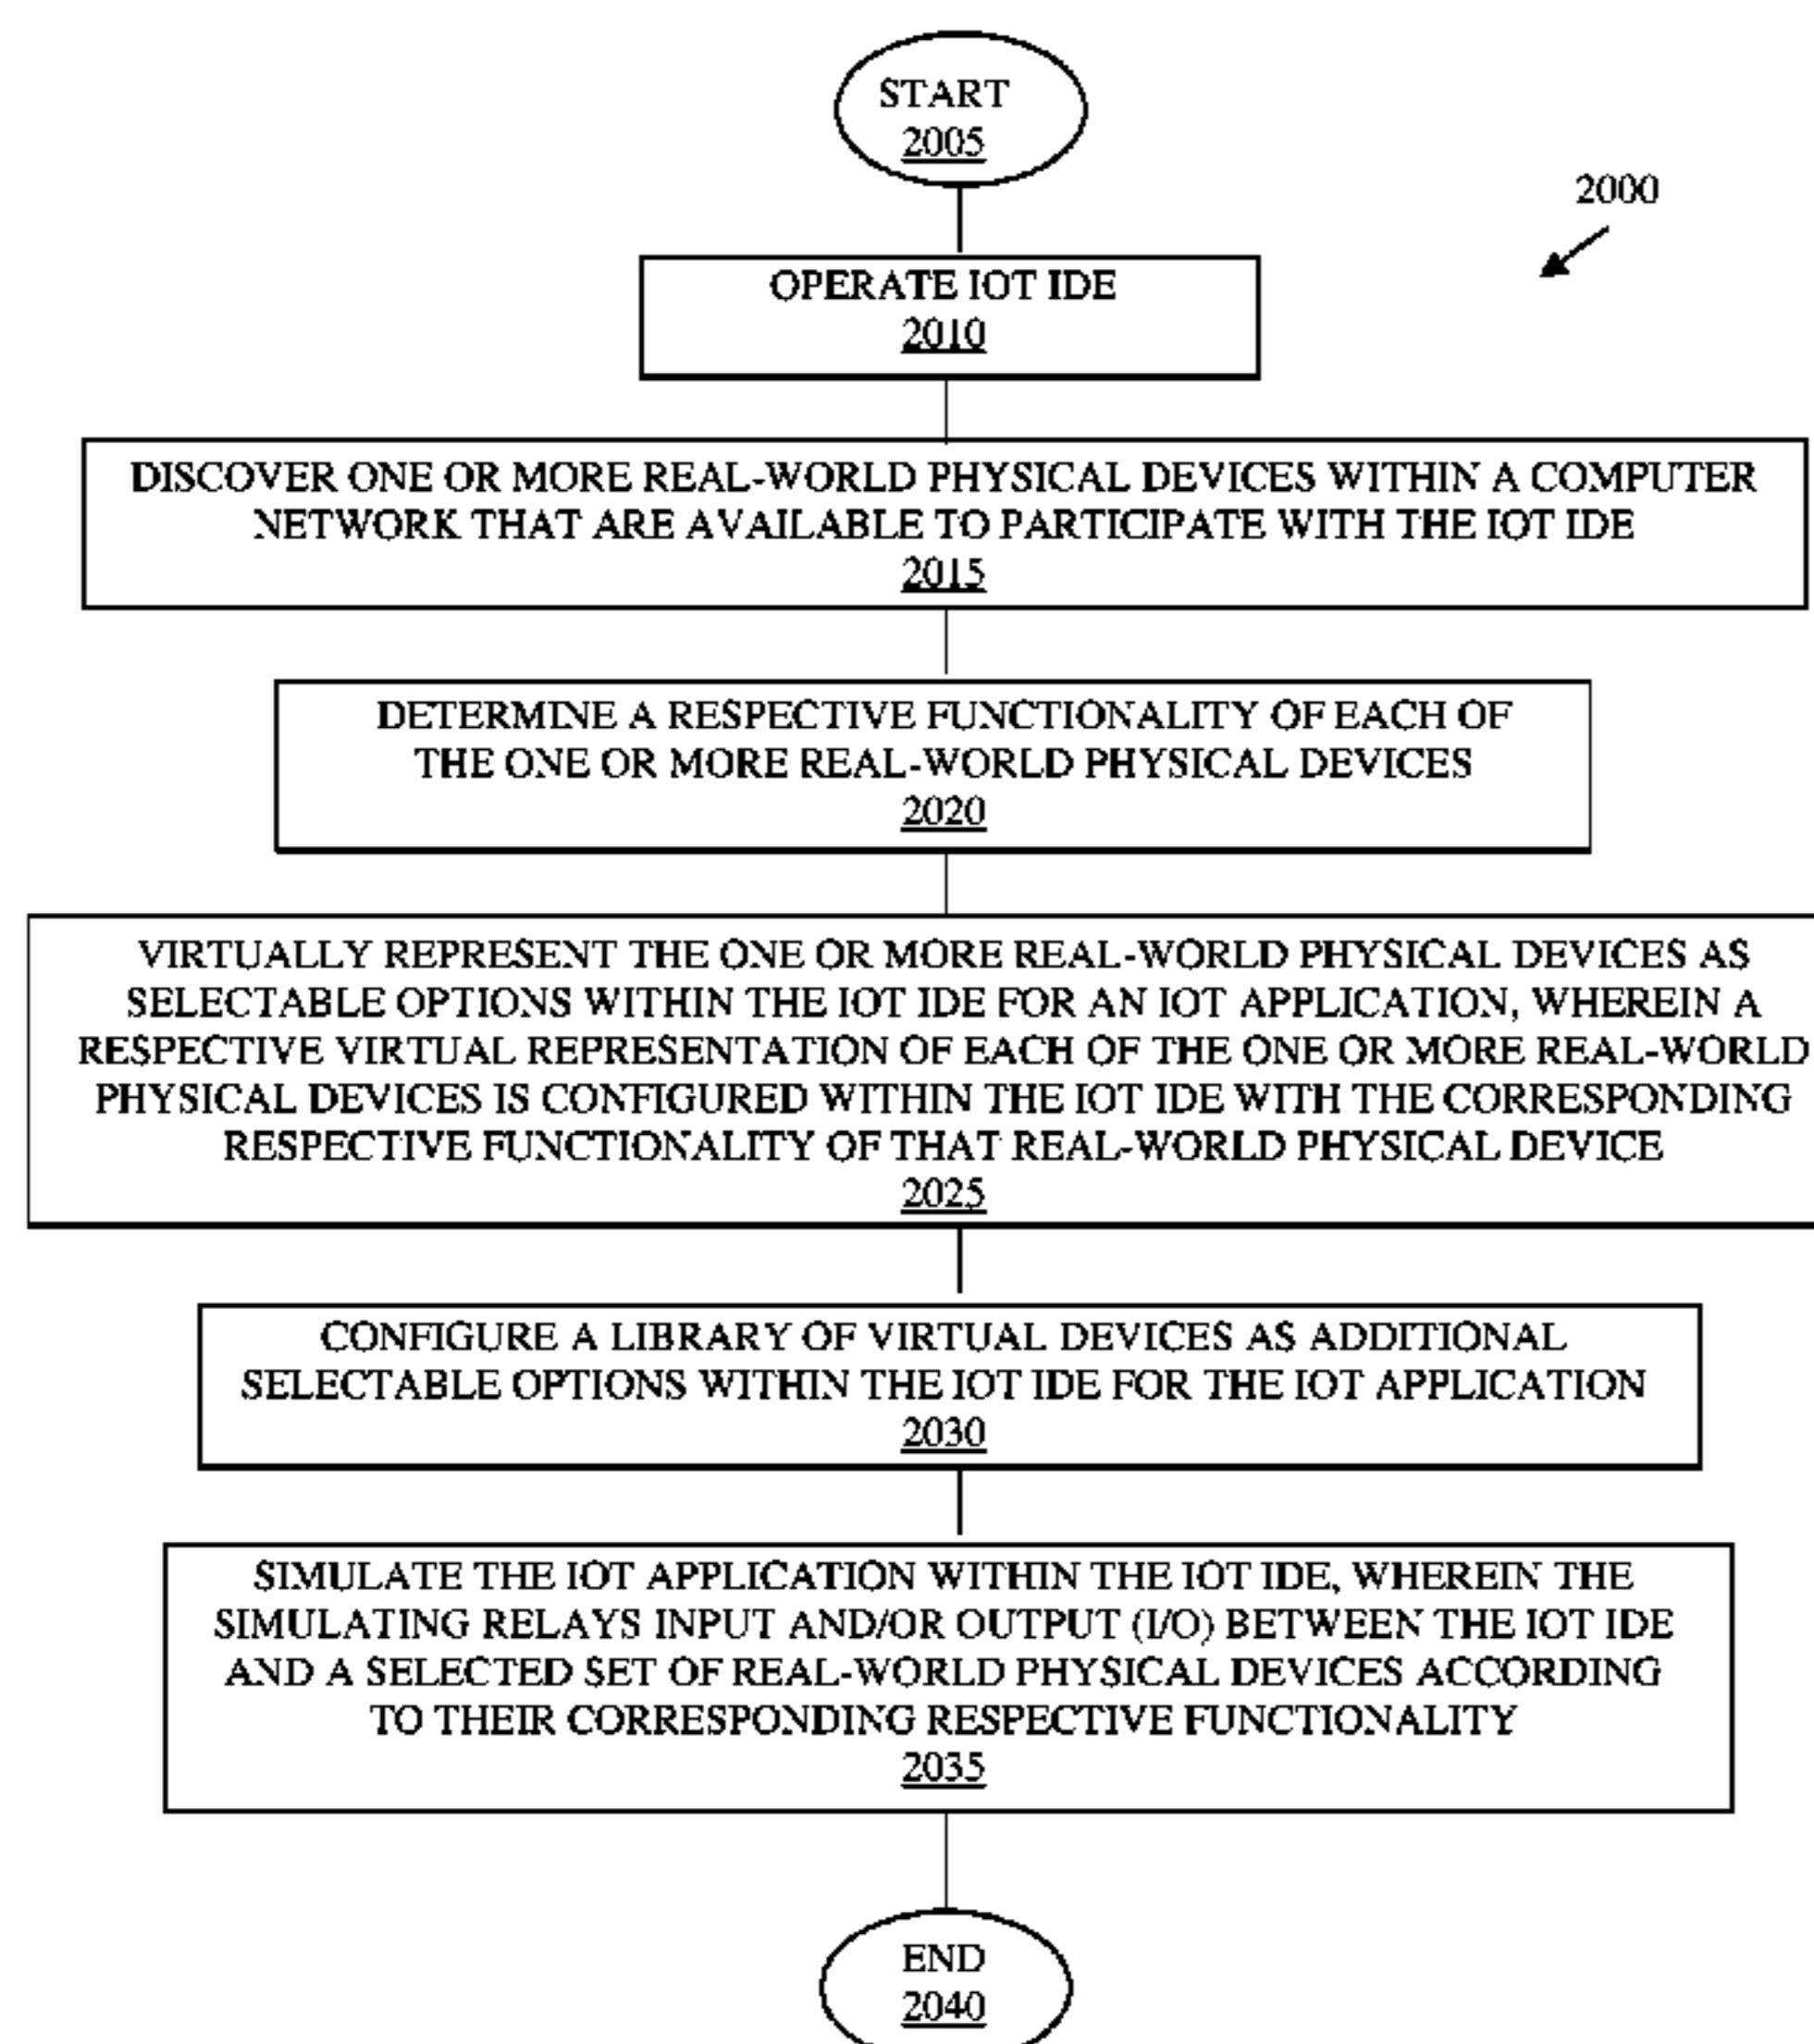 START
2005
2000
OPERATE IOT IDE
2010
DISCOVER ONE OR MORE REAL-WORLD PHYSICAL DEVICES WITHIN A COMPUTER
NETWORK THAT ARE AVAILABLE TO PARTICIPATE WITH THE IOT IDE
2015
DETERMINE A RESPECTIVE FUNCTIONALITY OF EACH OF
THE ONE OR MORE REAL-WORLD PHYSICAL DEVICES
2020
VIRTUALLY REPRESENT THE ONE OR MORE REAL-WORLD PHYSICAL DEVICES AS
SELECTABLE OPTIONS WITHIN THE IOT IDE FOR AN IOT APPLICATION, WHEREIN A
RESPECTIVE VIRTUAL REPRESENTATION OF EACH OF THE ONE OR MORE REAL-WORLD
PHYSICAL DEVICES IS CONFIGURED WITHIN THE IOT IDE WITH THE CORRESPONDING
RESPECTIVE FUNCTIONALITY OF THAT REAL-WORLD PHYSICAL DEVICE
2025
CONFIGURE A LIBRARY OF VIRTUAL DEVICES AS ADDITIONAL
SELECTABLE OPTIONS WITHIN THE IOT IDE FOR THE IOT APPLICATION
2030
SIMULATE THE IOT APPLICATION WITHIN THE IOT IDE, WHEREIN THE
SIMULATING RELAYS INPUT AND/OR OUTPUT (I/O) BETWEEN THE IOT IDE
AND A SELECTED SET OF REAL-WORLD PHYSICAL DEVICES ACCORDING
TO THEIR CORRESPONDING RESPECTIVE FUNCTIONALITY
2035
END
2040